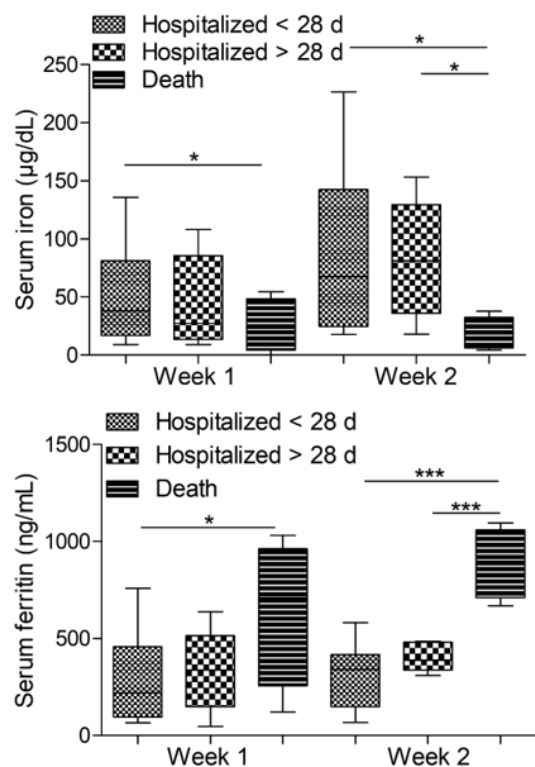 Hospitalized < 28 d
Hospitalized > 28 d
Death
*
*
*
250
200
150
100
50
0
Serum iron (µg/dL)
Week 1
Week 2
Hospitalized < 28 d
Hospitalized > 28 d
Death
***
***
*
1500
1000
500
0
Serum ferritin (ng/mL)
Week 1
Week 2